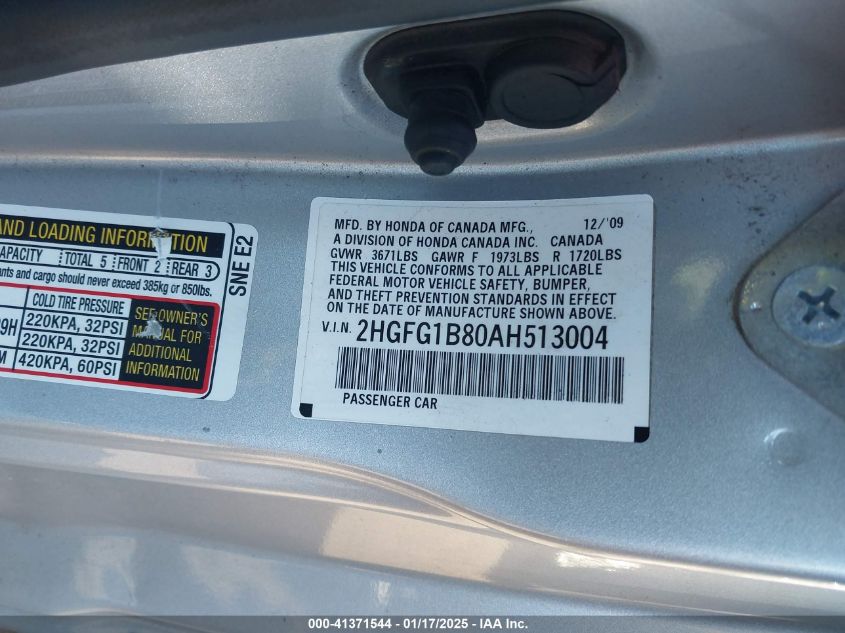 AND LOADING INFORMATION
CAPACITY TOTAL 5 FRONT 2 REAR 3
ants and cargo should never exceed 385kg or 850lbs.
COLD TIRE PRESSURE
9H 220KPA, 32PSI
220KPA, 32PSI
M 420KPA, 60PSI
SEE OWNER'S
MANUAL FOR
ADDITIONAL
INFORMATION
SNE E2
MFD. BY HONDA OF CANADA MFG., 12/'09
A DIVISION OF HONDA CANADA INC. CANADA
GVWR 3671LBS GAWR F 1973LBS R 1720LBS
THIS VEHICLE CONFORMS TO ALL APPLICABLE
FEDERAL MOTOR VEHICLE SAFETY, BUMPER,
AND THEFT PREVENTION STANDARDS IN EFFECT
ON THE DATE OF MANUFACTURE SHOWN ABOVE.
V.I.N. 2HGFG1B80AH513004
PASSENGER CAR
2
000-41371544 - 01/17/2025 - IAA Inc.